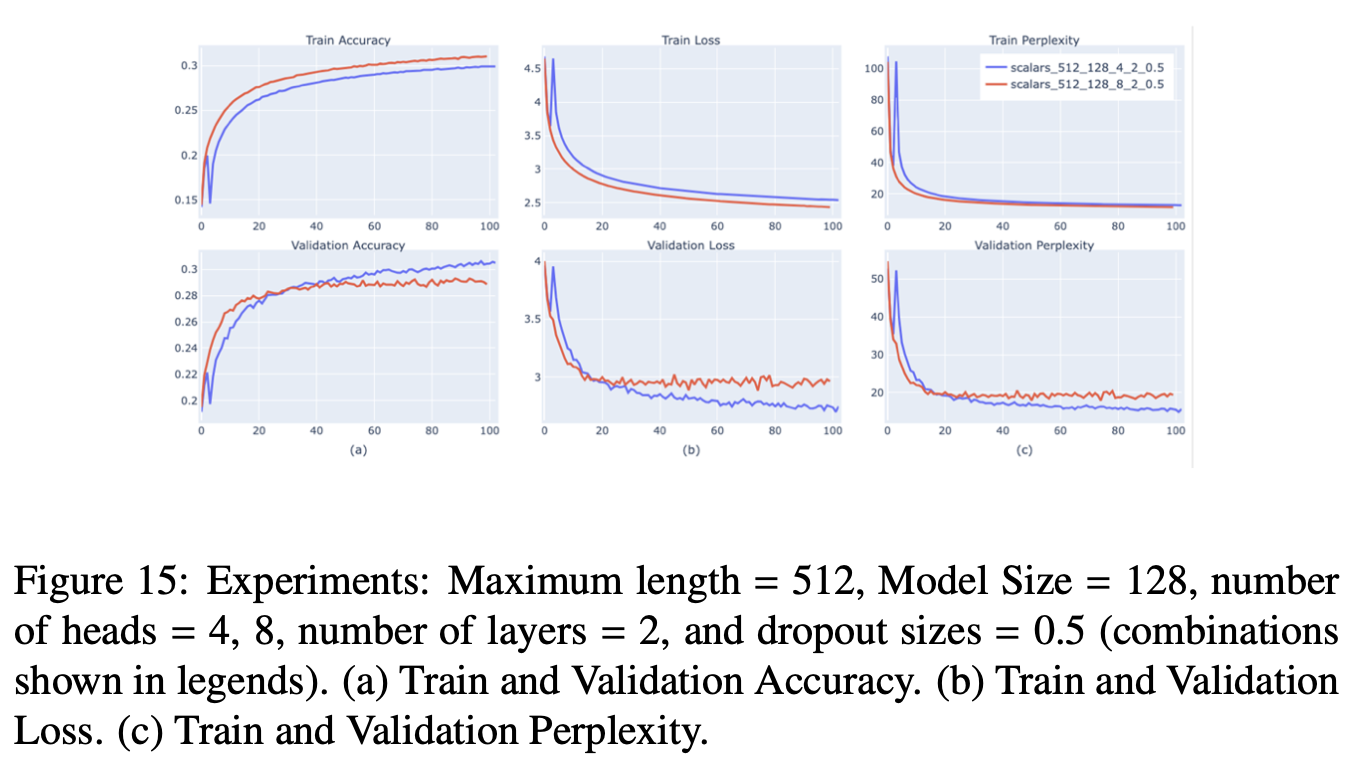 Train Accuracy
Train Loss
Train Perplexity
0.3
0.25
0.2
0.15
0 20 40 60 80 100
4.5
4
3.5
3
2.5
0 20 40 60 80 100
100
80
60
40
20
0 20 40 60 80 100
scalars_512_128_4_2_0.5
scalars_512_128_8_2_0.5
Validation Accuracy
Validation Loss
Validation Perplexity
0.3
0.28
0.26
0.24
0.22
0.2
0 20 40 60 80 100
(a)
4
3.5
3
0 20 40 60 80 100
(b)
50
40
30
20
0 20 40 60 80 100
(c)
Figure 15: Experiments: Maximum length = 512, Model Size = 128, number
of heads = 4, 8, number of layers = 2, and dropout sizes = 0.5 (combinations
shown in legends). (a) Train and Validation Accuracy. (b) Train and Validation
Loss. (c) Train and Validation Perplexity.